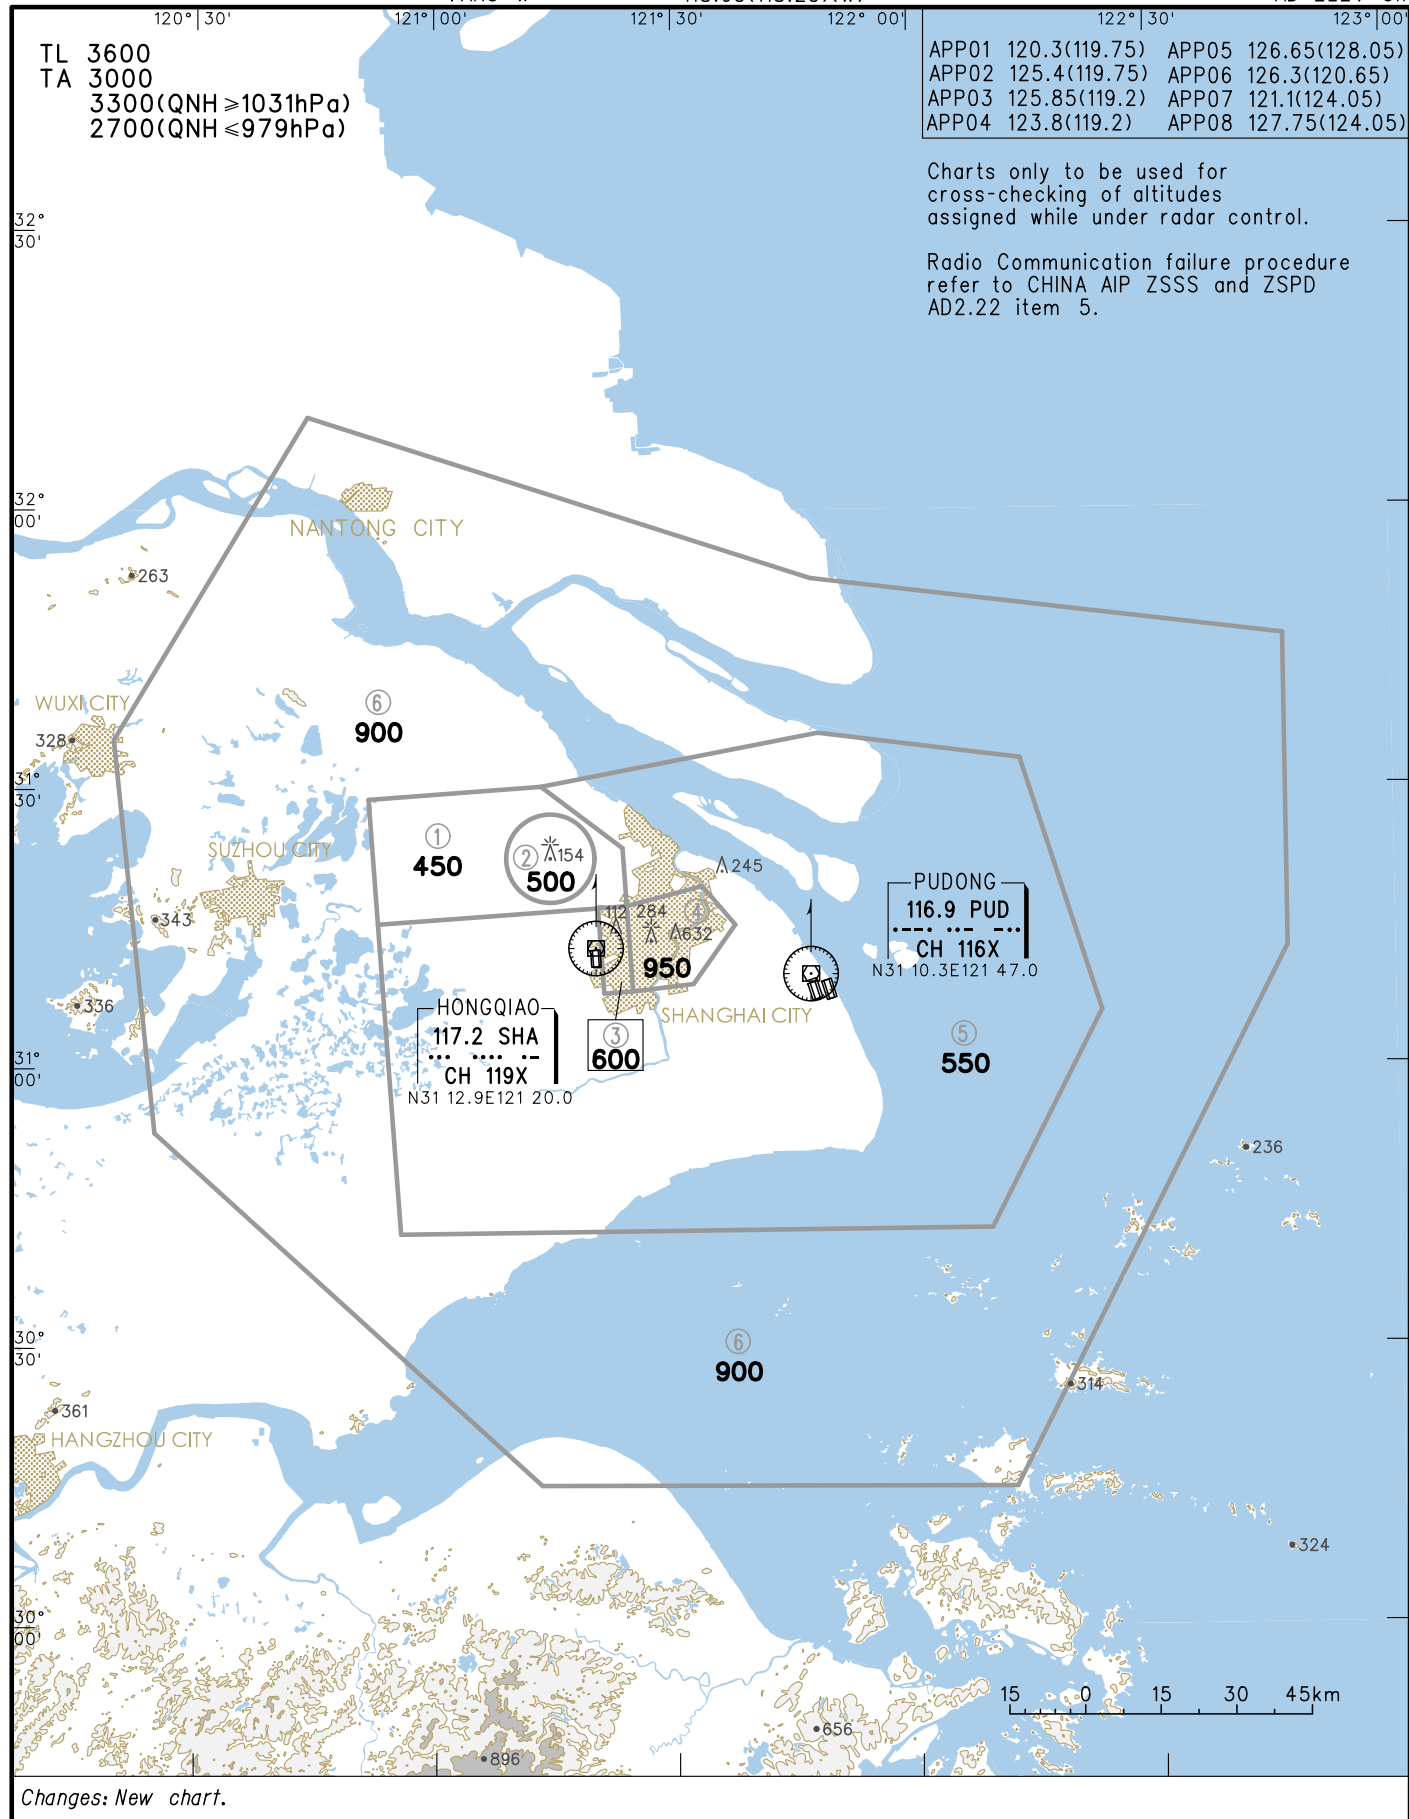 120° 30' 121° 00' 121° 30' 122° 00' 122° 30' 123° 00'
TL 3600
TA 3000
3300(QNH ≥1031hPa)
2700(QNH ≤979hPa)
APP01 120.3(119.75) APP05 126.65(128.05)
APP02 125.4(119.75) APP06 126.3(120.65)
APP03 125.85(119.2) APP07 121.1(124.05)
APP04 123.8(119.2) APP08 127.75(124.05)
Charts only to be used for
cross-checking of altitudes
assigned while under radar control.
Radio Communication failure procedure
refer to CHINA AIP ZSSS and ZSPD
AD2.22 item 5.
32°
30'
32°
00'
NANTONG CITY
263
WUXI CITY
328
⑥
900
31°
30'
SUZHOU CITY
①
450
② 154
500
245
343
112 284 ④
632
950
PUDONG
116.9 PUD
CH 116X
N31 10.3E121 47.0
336
HONGQIAO
117.2 SHA
CH 119X
N31 12.9E121 20.0
SHANGHAI CITY
③
600
⑤
550
31°
00'
236
30°
30'
⑥
900
314
361
HANGZHOU CITY
324
30°
00'
15 0 15 30 45km
656
896
Changes: New chart.